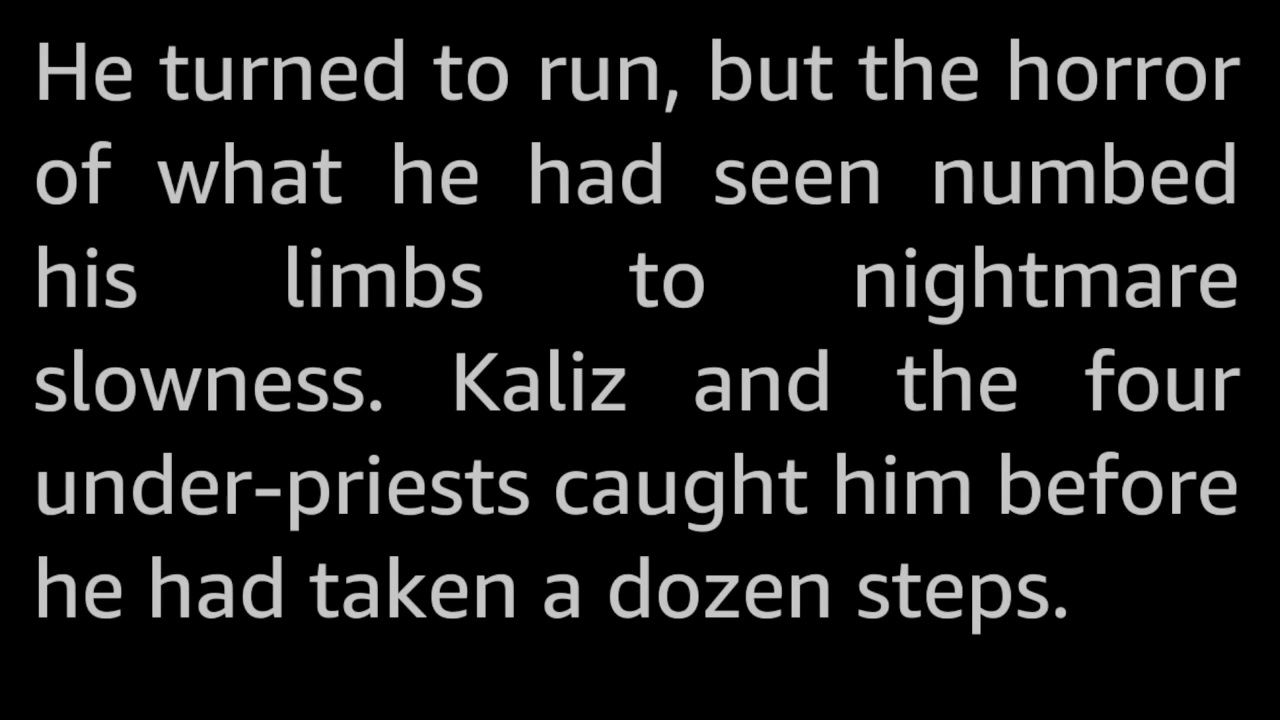 He turned to run, but the horror
of what he had seen numbed
his limbs to nightmare
slowness. Kaliz and the four
under-priests caught him before
he had taken a dozen steps.